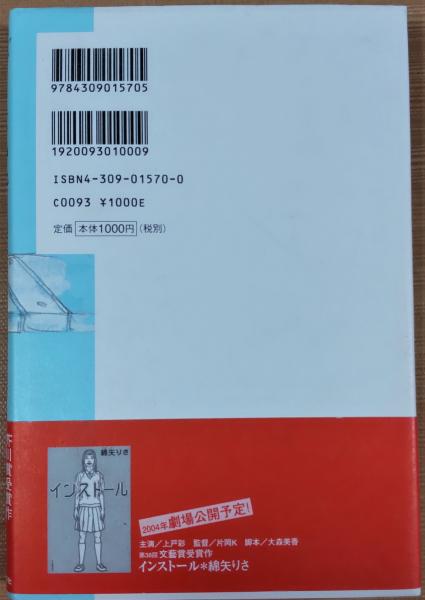 9784309015705
1920093010009
ISBN4-309-01570-0
C0093 ¥1000E
定価 本体1000円 (税別)
綿矢りさ
インストール
2004年劇場公開予定!
主演/上戸彩 監督/片岡K 脚本/大森美香
第38回文藝賞受賞作
インストール*綿矢りさ